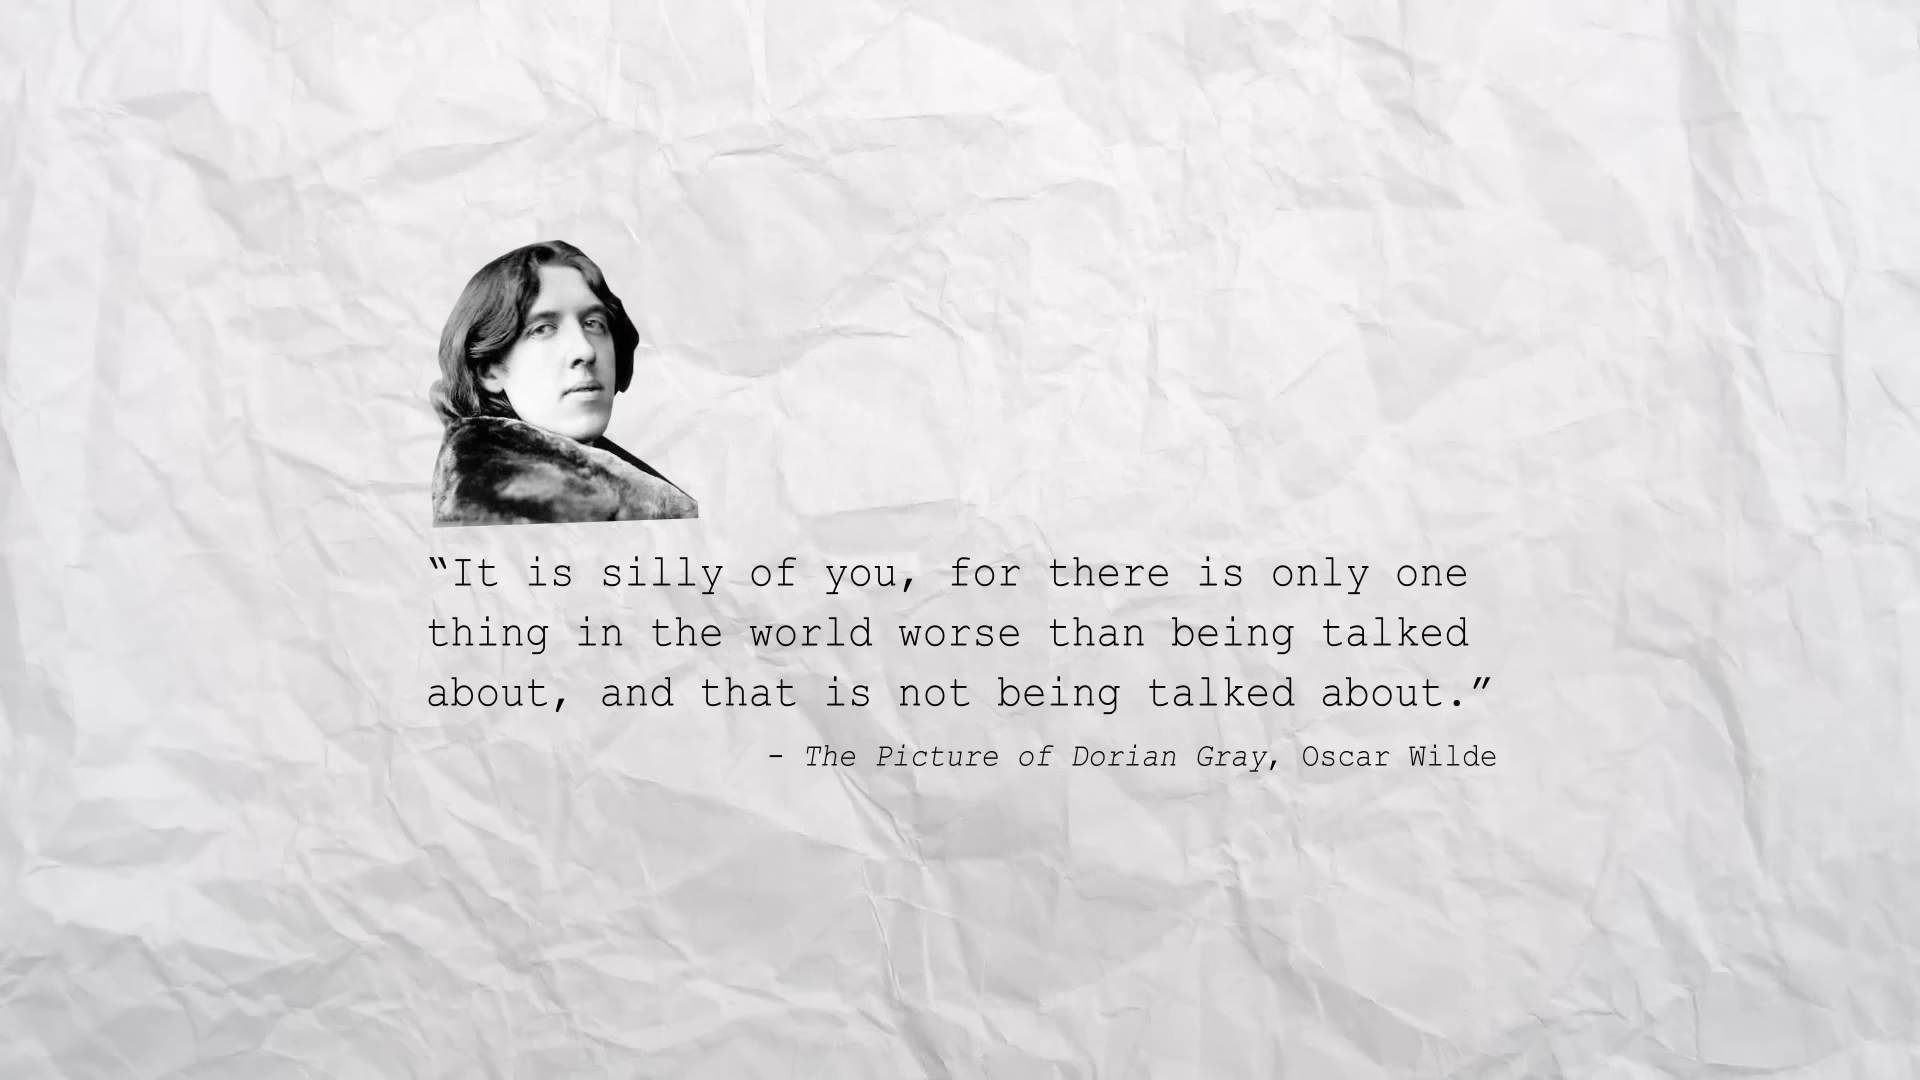 “It is silly of you, for there is only one
thing in the world worse than being talked
about, and that is not being talked about.”
- The Picture of Dorian Gray, Oscar Wilde